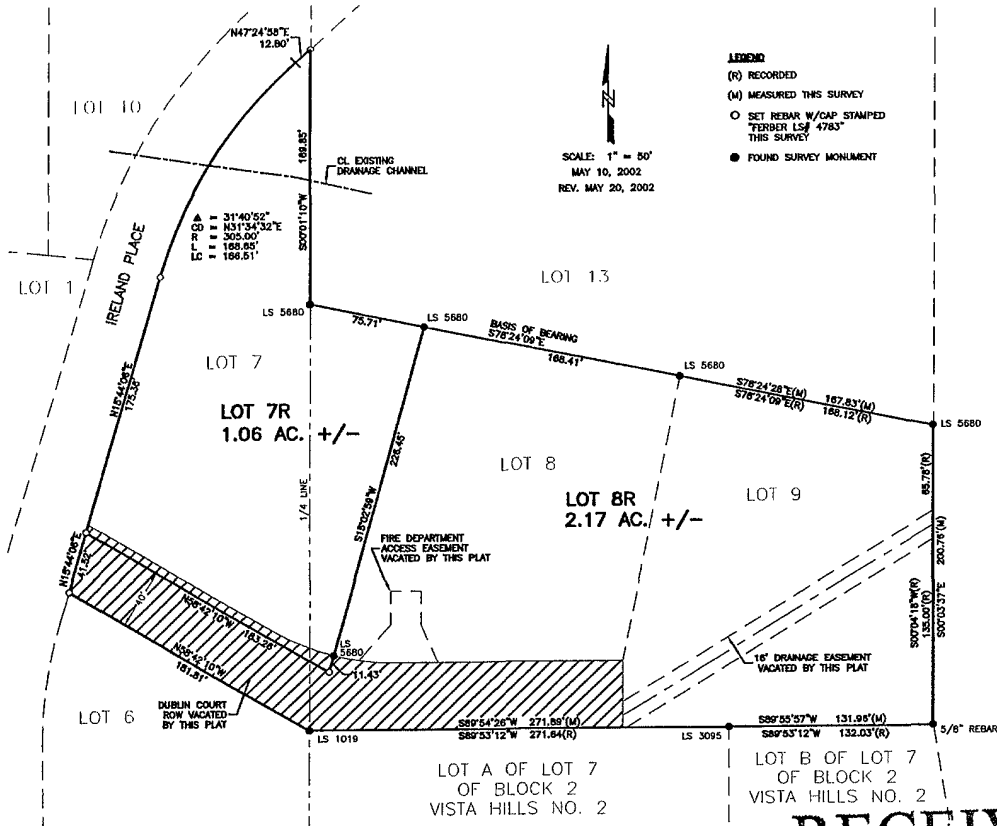 N47°24'58"E
12.80'
LOT 10
169.85'
S00°01'10"W
CL EXISTING
DRAINAGE CHANNEL
Δ = 31°40'52"
CD = N31°34'32"E
R = 305.00'
L = 168.65'
LC = 166.51'
N
SCALE: 1" = 50'
MAY 10, 2002
REV. MAY 20, 2002
LEGEND
(R) RECORDED
(M) MEASURED THIS SURVEY
SET REBAR W/CAP STAMPED
"FERBER LS# 4783"
THIS SURVEY
FOUND SURVEY MONUMENT
IRELAND PLACE
LOT 1
LOT 13
LS 5680
75.71'
LS 5680
BASIS OF BEARING
S78°24'09"E
168.41'
LS 5680
S78°24'28"E(M) 167.83'(M)
S78°24'09"E(R) 168.12'(R)
LS 5680
LOT 7
LOT 7R
1.06 AC. +/-
N15°44'06"E
175.38'
1/4 LINE
226.45'
S15°02'59"W
LOT 8
LOT 8R
2.17 AC. +/-
LOT 9
65.78'(R)
200.76'(M)
S00°04'18"W(R)
135.00'(R)
S00°03'37"E
FIRE DEPARTMENT
ACCESS EASEMENT
VACATED BY THIS PLAT
N15°44'06"E
41.52'
40'
N58°42'10"W
183.26'
N58°42'10"W
181.81'
LS
5680
11.43'
16' DRAINAGE EASEMENT
VACATED BY THIS PLAT
DUBLIN COURT
ROW VACATED
BY THIS PLAT
LOT 6
LS 1019
S89°54'26"W 271.89'(M)
S89°53'12"W 271.64(R)
LS 3095
S89°55'57"W 131.96'(M)
S89°53'12"W 132.03'(R)
5/8" REBAR
LOT A OF LOT 7
OF BLOCK 2
VISTA HILLS NO. 2
LOT B OF LOT 7
OF BLOCK 2
VISTA HILLS NO. 2
RECEIV